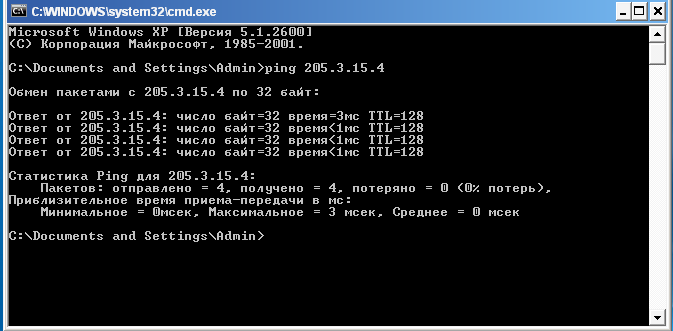 C:\WINDOWS\system32\cmd.exe
Microsoft Windows XP [Версия 5.1.2600]
(C) Корпорация Майкрософт, 1985-2001.
C:\Documents and Settings\Admin>ping 205.3.15.4
Обмен пакетами с 205.3.15.4 по 32 байт:
Ответ от 205.3.15.4: число байт=32 время=3мс TTL=128
Ответ от 205.3.15.4: число байт=32 время<1мс TTL=128
Ответ от 205.3.15.4: число байт=32 время<1мс TTL=128
Ответ от 205.3.15.4: число байт=32 время<1мс TTL=128
Статистика Ping для 205.3.15.4:
Пакетов: отправлено = 4, получено = 4, потеряно = 0 (0% потерь),
Приблизительное время приема-передачи в мс:
Минимальное = 0мсек, Максимальное = 3 мсек, Среднее = 0 мсек
C:\Documents and Settings\Admin>